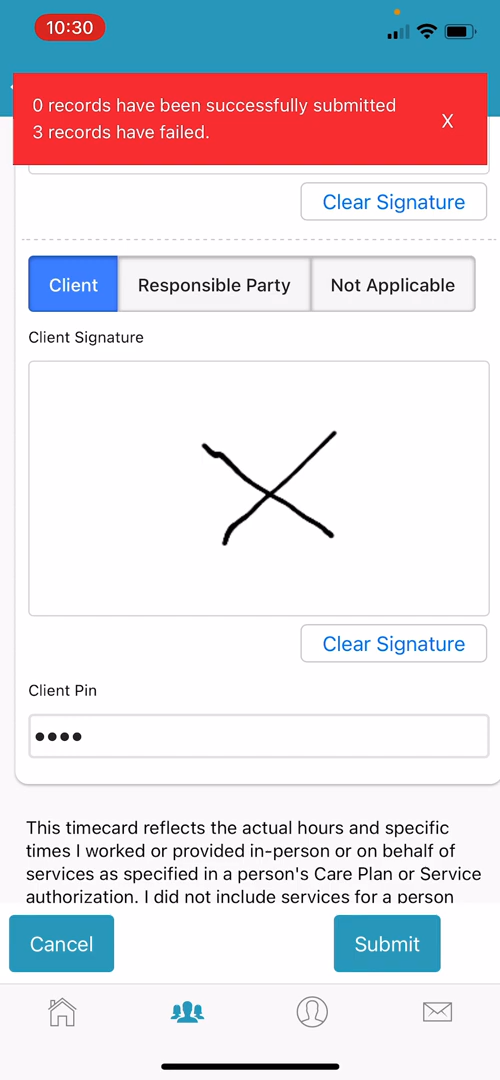 10:30
0 records have been successfully submitted
3 records have failed.
X
Clear Signature
Client
Responsible Party
Not Applicable
Client Signature
Clear Signature
Client Pin
This timecard reflects the actual hours and specific
times I worked or provided in-person or on behalf of
services as specified in a person's Care Plan or Service
authorization. I did not include services for a person
Cancel
Submit